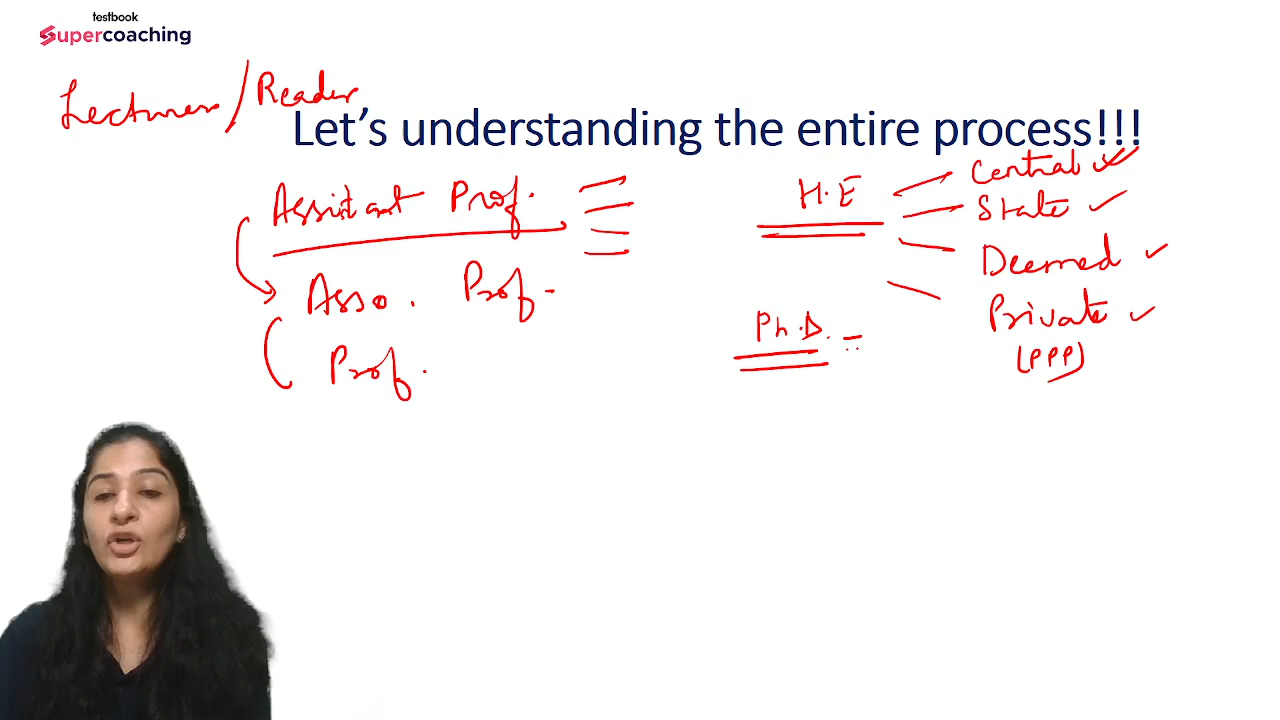 testbook
Supercoaching
Lecturer/Reader
Let's understanding the entire process!!!
Assistant Prof.
Asso. Prof.
Prof.
H.E
Central
State
Deemed
Private
(PPP)
Ph.D.